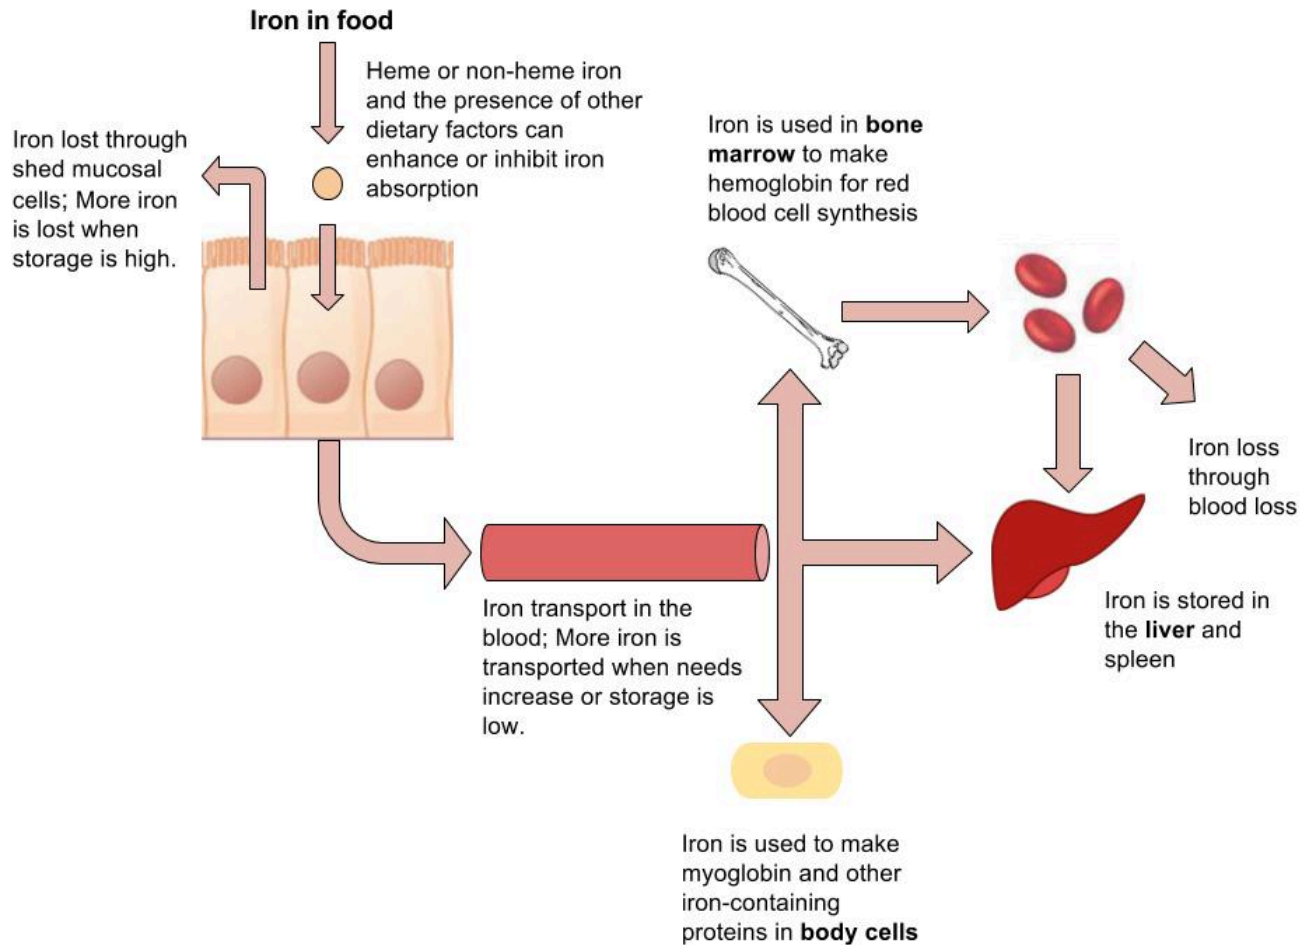 Iron in food
Heme or non-heme iron
and the presence of other
dietary factors can
enhance or inhibit iron
absorption
Iron lost through
shed mucosal
cells; More iron
is lost when
storage is high.
Iron is used in bone
marrow to make
hemoglobin for red
blood cell synthesis
Iron loss
through
blood loss
Iron transport in the
blood; More iron is
transported when needs
increase or storage is
low.
Iron is stored in
the liver and
spleen
Iron is used to make
myoglobin and other
iron-containing
proteins in body cells